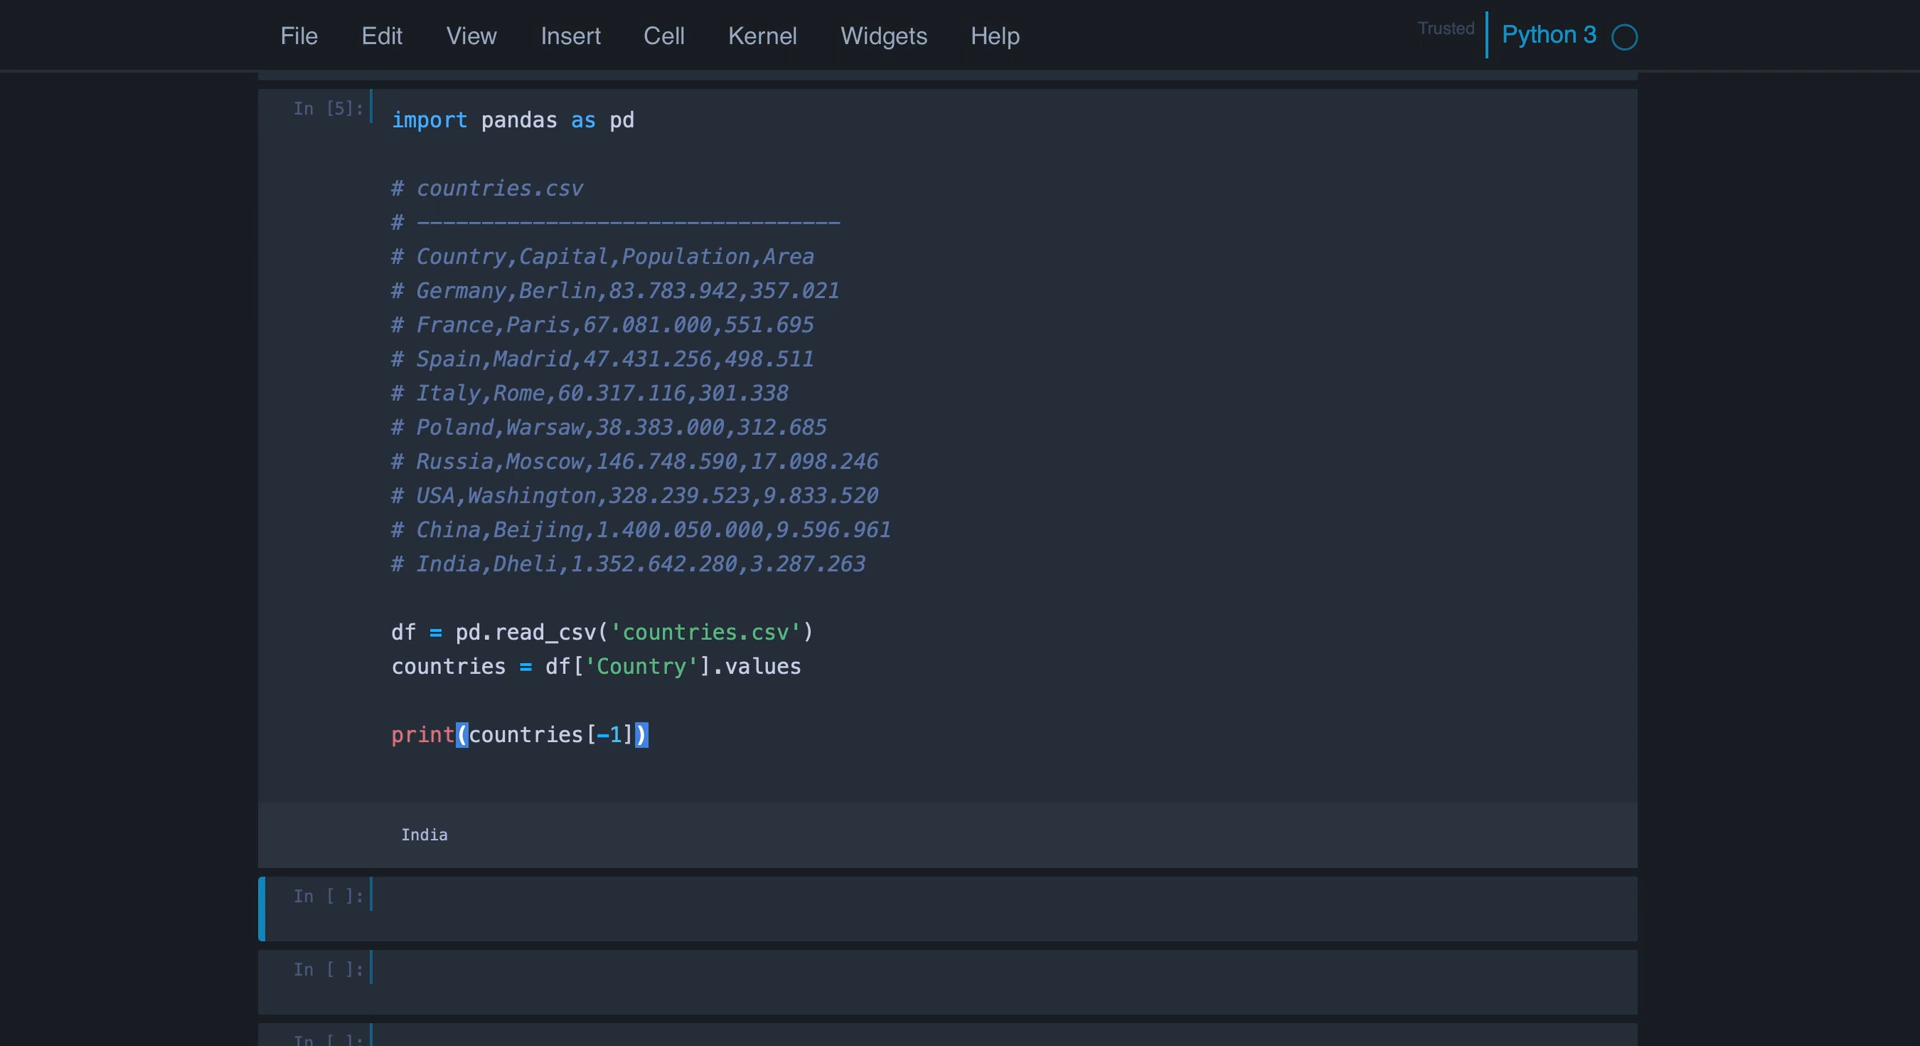 File Edit View Insert Cell Kernel Widgets Help Trusted Python 3
In [5]:
import pandas as pd
# countries.csv
# ---------------------------------
# Country,Capital,Population,Area
# Germany,Berlin,83.783.942,357.021
# France,Paris,67.081.000,551.695
# Spain,Madrid,47.431.256,498.511
# Italy,Rome,60.317.116,301.338
# Poland,Warsaw,38.383.000,312.685
# Russia,Moscow,146.748.590,17.098.246
# USA,Washington,328.239.523,9.833.520
# China,Beijing,1.400.050.000,9.596.961
# India,Dheli,1.352.642.280,3.287.263
df = pd.read_csv('countries.csv')
countries = df['Country'].values
print(countries[-1])
India
In [ ]:
In [ ]:
In [ ]: